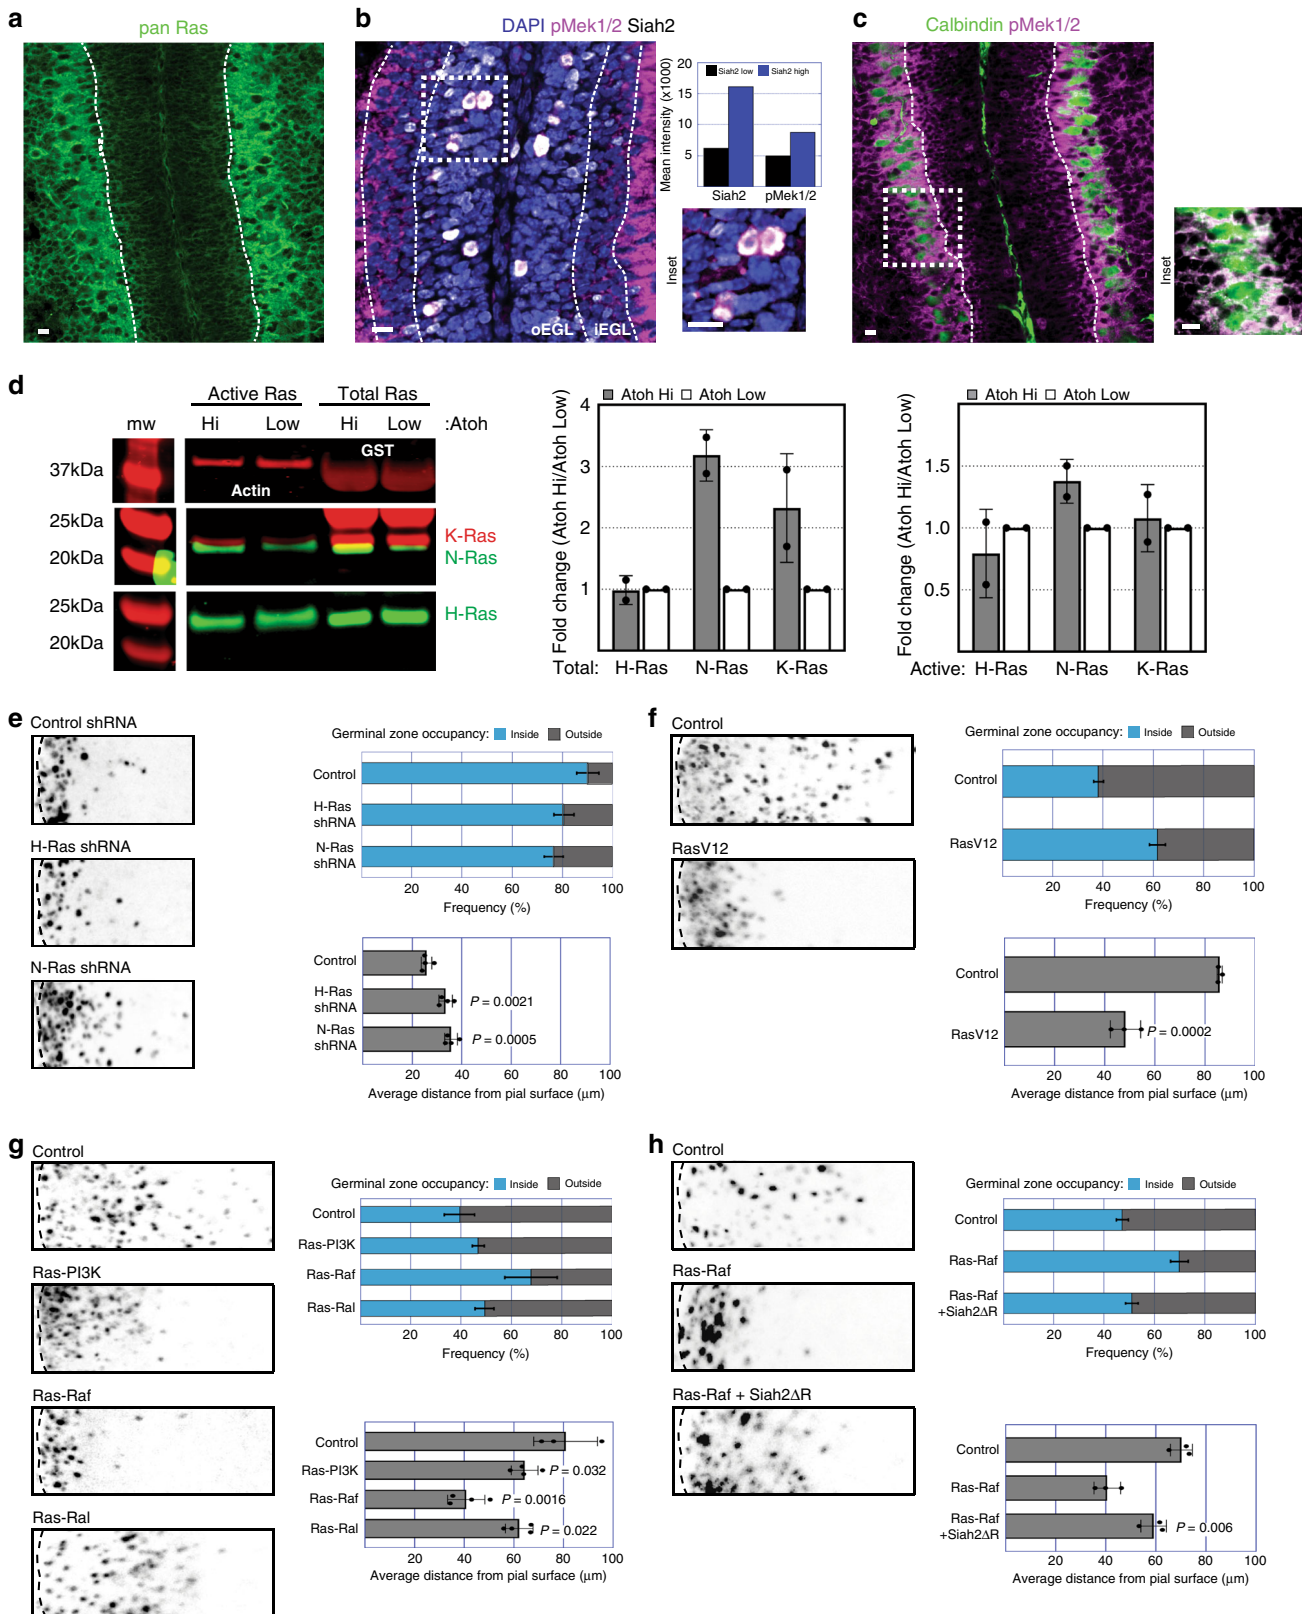 a
pan Ras
b
DAPI pMek1/2 Siah2
oEGL
iEGL
Mean intensity (x1000)
20
15
10
5
Siah2 low
Siah2 high
Siah2
pMek1/2
Inset
c
Calbindin pMek1/2
Inset
d
Active Ras
Total Ras
mw
Hi
Low
Hi
Low
:Atoh
37kDa
GST
Actin
25kDa
20kDa
K-Ras
N-Ras
25kDa
20kDa
H-Ras
Atoh Hi
Atoh Low
Fold change (Atoh Hi/Atoh Low)
4
3
2
1
Total: H-Ras N-Ras K-Ras
Atoh Hi
Atoh Low
Fold change (Atoh Hi/Atoh Low)
1.5
1.0
0.5
Active: H-Ras N-Ras K-Ras
e
Control shRNA
H-Ras shRNA
N-Ras shRNA
Germinal zone occupancy: Inside Outside
Control
H-Ras
shRNA
N-Ras
shRNA
20 40 60 80 100
Frequency (%)
Control
H-Ras
shRNA
P = 0.0021
N-Ras
shRNA
P = 0.0005
20 40 60 80 100
Average distance from pial surface (μm)
f
Control
RasV12
Germinal zone occupancy: Inside Outside
Control
RasV12
20 40 60 80 100
Frequency (%)
Control
RasV12
P = 0.0002
20 40 60 80 100
Average distance from pial surface (μm)
g
Control
Ras-PI3K
Ras-Raf
Ras-Ral
Germinal zone occupancy: Inside Outside
Control
Ras-PI3K
Ras-Raf
Ras-Ral
20 40 60 80 100
Frequency (%)
Control
Ras-PI3K
P = 0.032
Ras-Raf
P = 0.0016
Ras-Ral
P = 0.022
20 40 60 80 100
Average distance from pial surface (μm)
h
Control
Ras-Raf
Ras-Raf + Siah2ΔR
Germinal zone occupancy: Inside Outside
Control
Ras-Raf
Ras-Raf
+Siah2ΔR
20 40 60 80 100
Frequency (%)
Control
Ras-Raf
Ras-Raf
+Siah2ΔR
P = 0.006
20 40 60 80 100
Average distance from pial surface (μm)